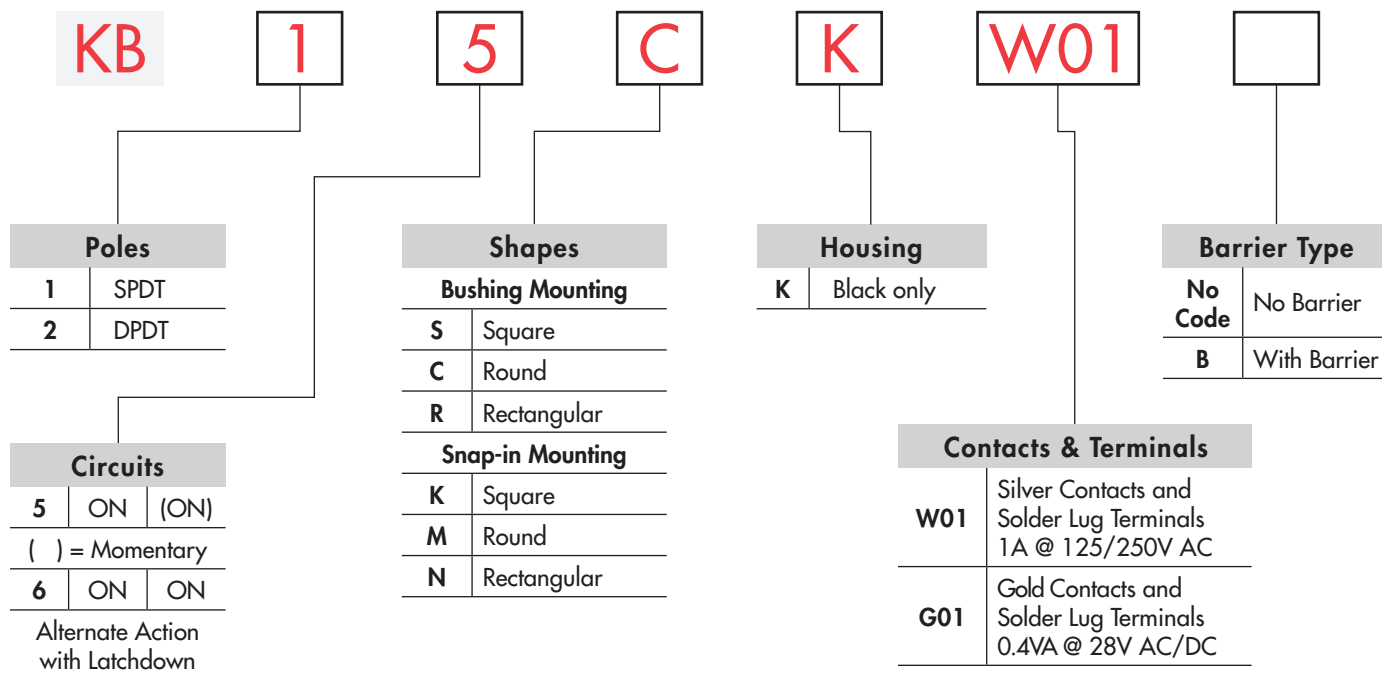 KB 1 5 C K W01
Poles
1 SPDT
2 DPDT
Circuits
5 ON (ON)
( ) = Momentary
6 ON ON
Alternate Action
with Latchdown
Shapes
Bushing Mounting
S Square
C Round
R Rectangular
Snap-in Mounting
K Square
M Round
N Rectangular
Housing
K Black only
Contacts & Terminals
W01 Silver Contacts and
Solder Lug Terminals
1A @ 125/250V AC
G01 Gold Contacts and
Solder Lug Terminals
0.4VA @ 28V AC/DC
Barrier Type
No
Code
No Barrier
B With Barrier